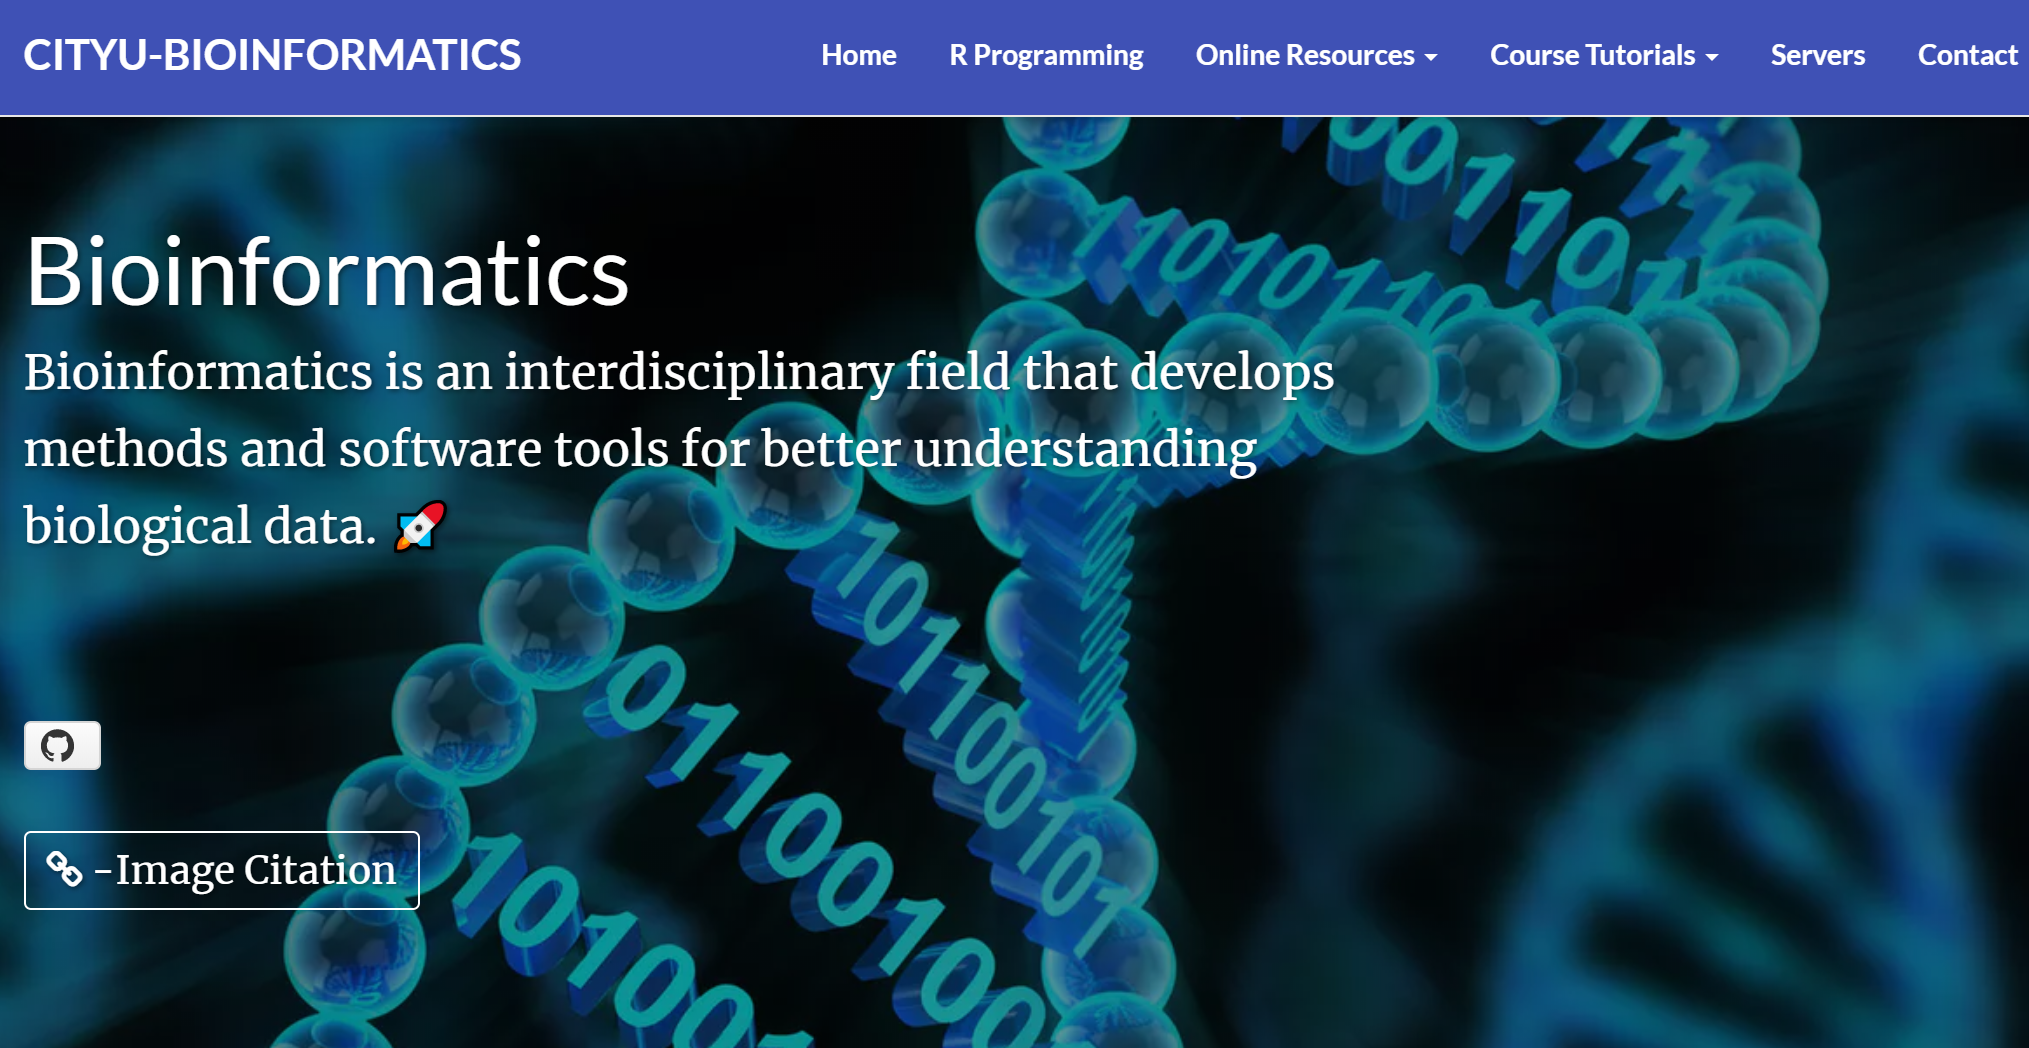 CITYU-BIOINFORMATICS
Home R Programming Online Resources Course Tutorials Servers Contact
Bioinformatics
Bioinformatics is an interdisciplinary field that develops
methods and software tools for better understanding
biological data. 🚀
-Image Citation